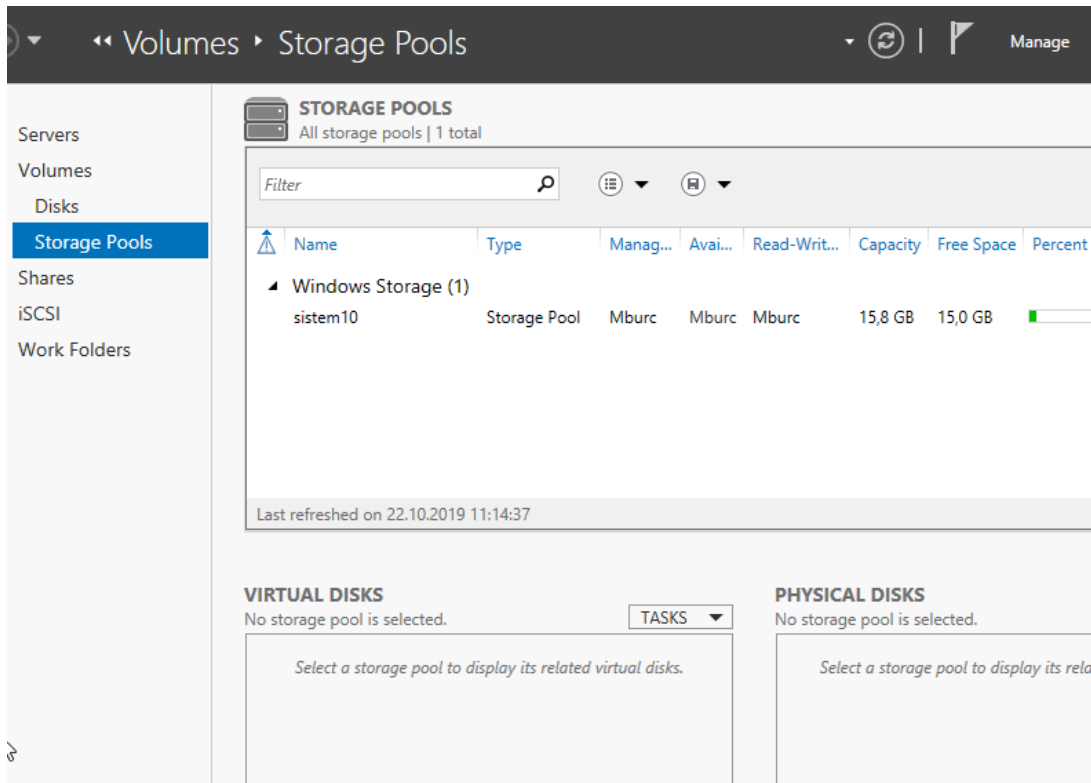 Volumes Storage Pools
Manage
Servers
Volumes
Disks
Storage Pools
Shares
iSCSI
Work Folders
STORAGE POOLS
All storage pools | 1 total
Filter
Name Type Manag... Avai... Read-Writ... Capacity Free Space Percent
Windows Storage (1)
sistem10 Storage Pool Mburc Mburc Mburc 15,8 GB 15,0 GB
Last refreshed on 22.10.2019 11:14:37
VIRTUAL DISKS
No storage pool is selected.
TASKS
Select a storage pool to display its related virtual disks.
PHYSICAL DISKS
No storage pool is selected.
Select a storage pool to display its rela